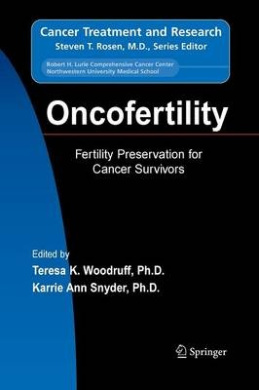 Cancer Treatment and Research
Steven T. Rosen, M.D., Series Editor
Robert H. Lurie Comprehensive Cancer Center
Northwestern University Medical School
Oncofertility
Fertility Preservation for
Cancer Survivors
Edited by
Teresa K. Woodruff, Ph.D.
Karrie Ann Snyder, Ph.D.
Springer